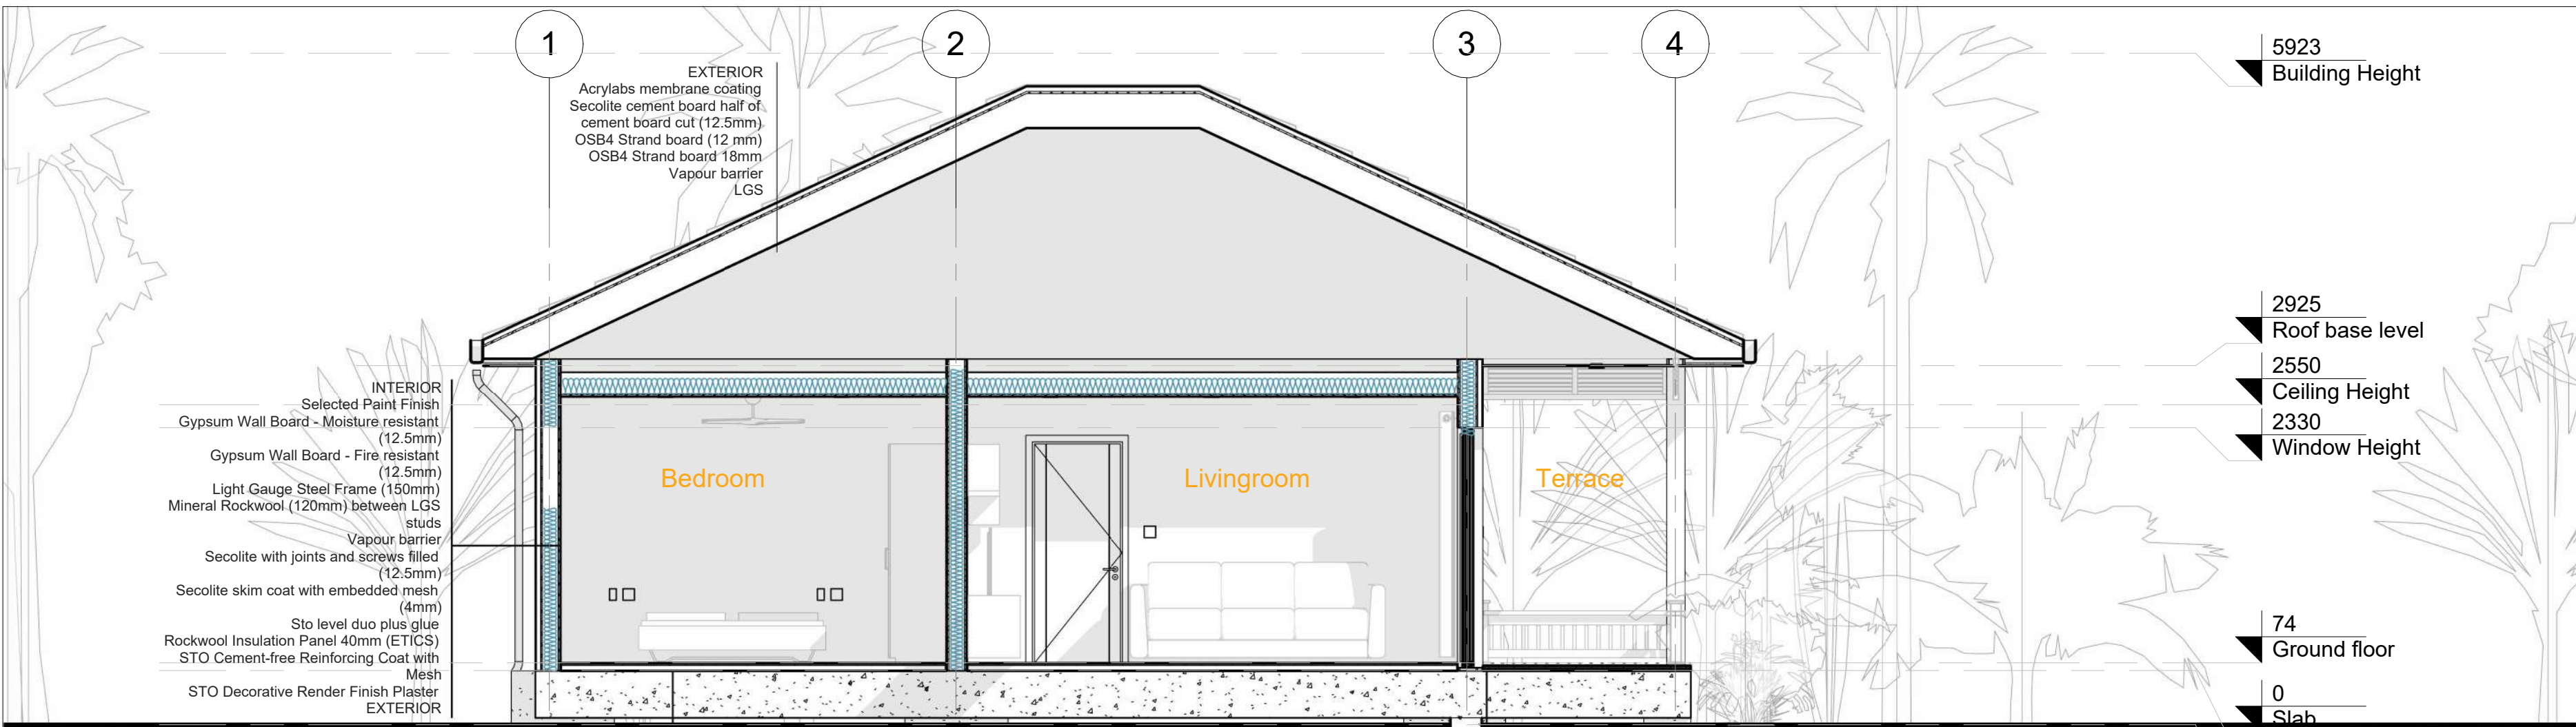 1
2
3
4
EXTERIOR
Acrylabs membrane coating
Secolite cement board half of
cement board cut (12.5mm)
OSB4 Strand board (12 mm)
OSB4 Strand board 18mm
Vapour barrier
LGS
INTERIOR
Selected Paint Finish
Gypsum Wall Board - Moisture resistant
(12.5mm)
Gypsum Wall Board - Fire resistant
(12.5mm)
Light Gauge Steel Frame (150mm)
Mineral Rockwool (120mm) between LGS
studs
Vapour barrier
Secolite with joints and screws filled
(12.5mm)
Secolite skim coat with embedded mesh
(4mm)
Sto level duo plus glue
Rockwool Insulation Panel 40mm (ETICS)
STO Cement-free Reinforcing Coat with
Mesh
STO Decorative Render Finish Plaster
EXTERIOR
Bedroom
Livingroom
Terrace
5923
Building Height
2925
Roof base level
2550
Ceiling Height
2330
Window Height
74
Ground floor
0
Slab